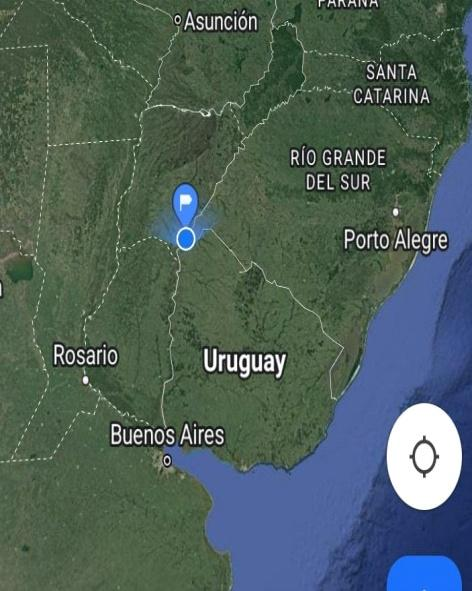 PARANÁ
Asunción
SANTA
CATARINA
RÍO GRANDE
DEL SUR
Porto Alegre
Rosario
Uruguay
Buenos Aires